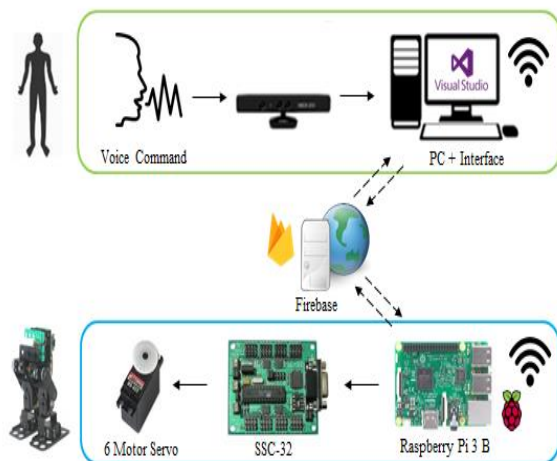 Visual Studio
Voice Command
PC + Interface
Firebase
6 Motor Servo
SSC-32
Raspberry Pi 3 B